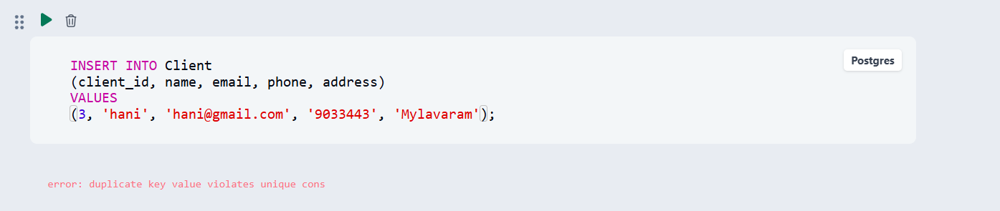 Postgres
INSERT INTO Client
(client_id, name, email, phone, address)
VALUES
(3, 'hani', 'hani@gmail.com', '9033443', 'Mylavaram');
error: duplicate key value violates unique cons